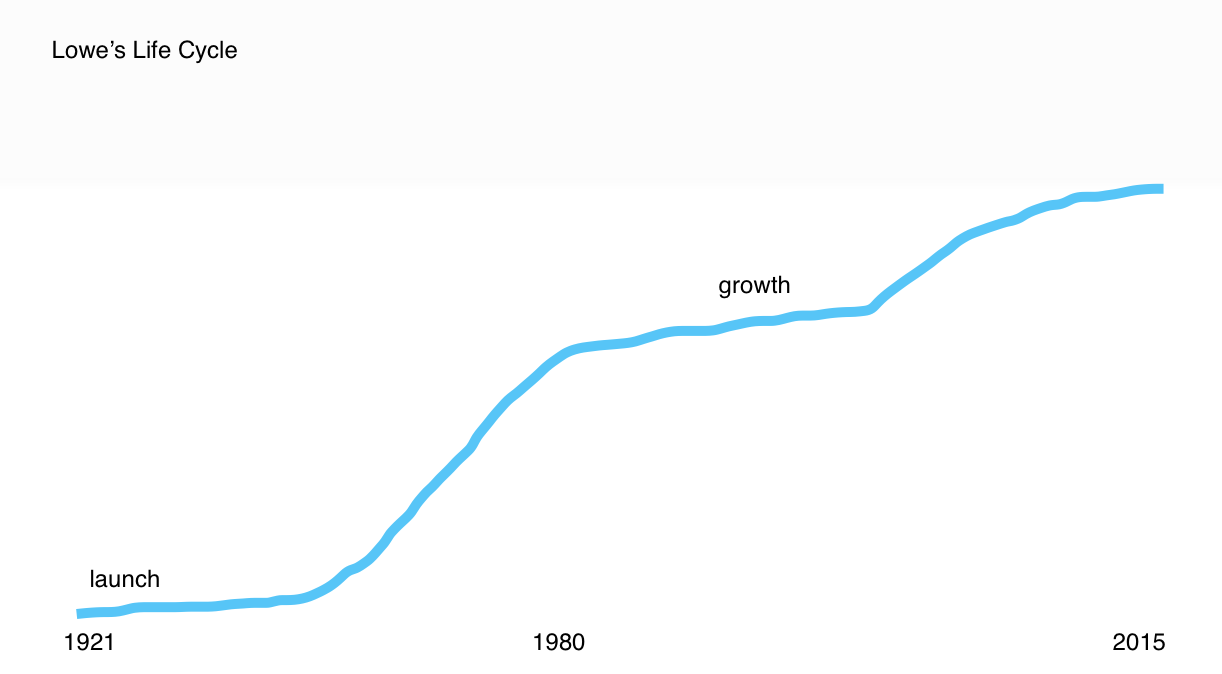 Lowe’s Life Cycle
growth
launch
1921
1980
2015